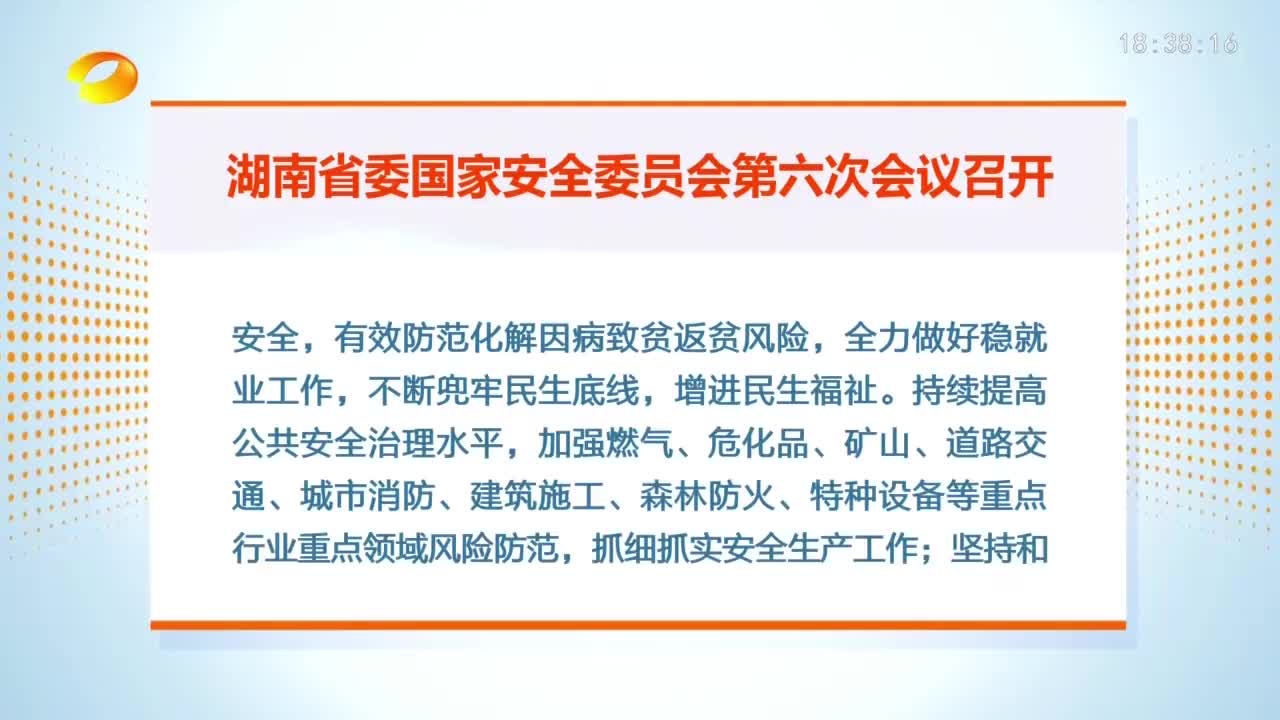 18:38:16
湖南省委国家安全委员会第六次会议召开
安全，有效防范化解因病致贫返贫风险，全力做好稳就
业工作，不断兜牢民生底线，增进民生福祉。持续提高
公共安全治理水平，加强燃气、危化品、矿山、道路交
通、城市消防、建筑施工、森林防火、特种设备等重点
行业重点领域风险防范，抓细抓实安全生产工作；坚持和